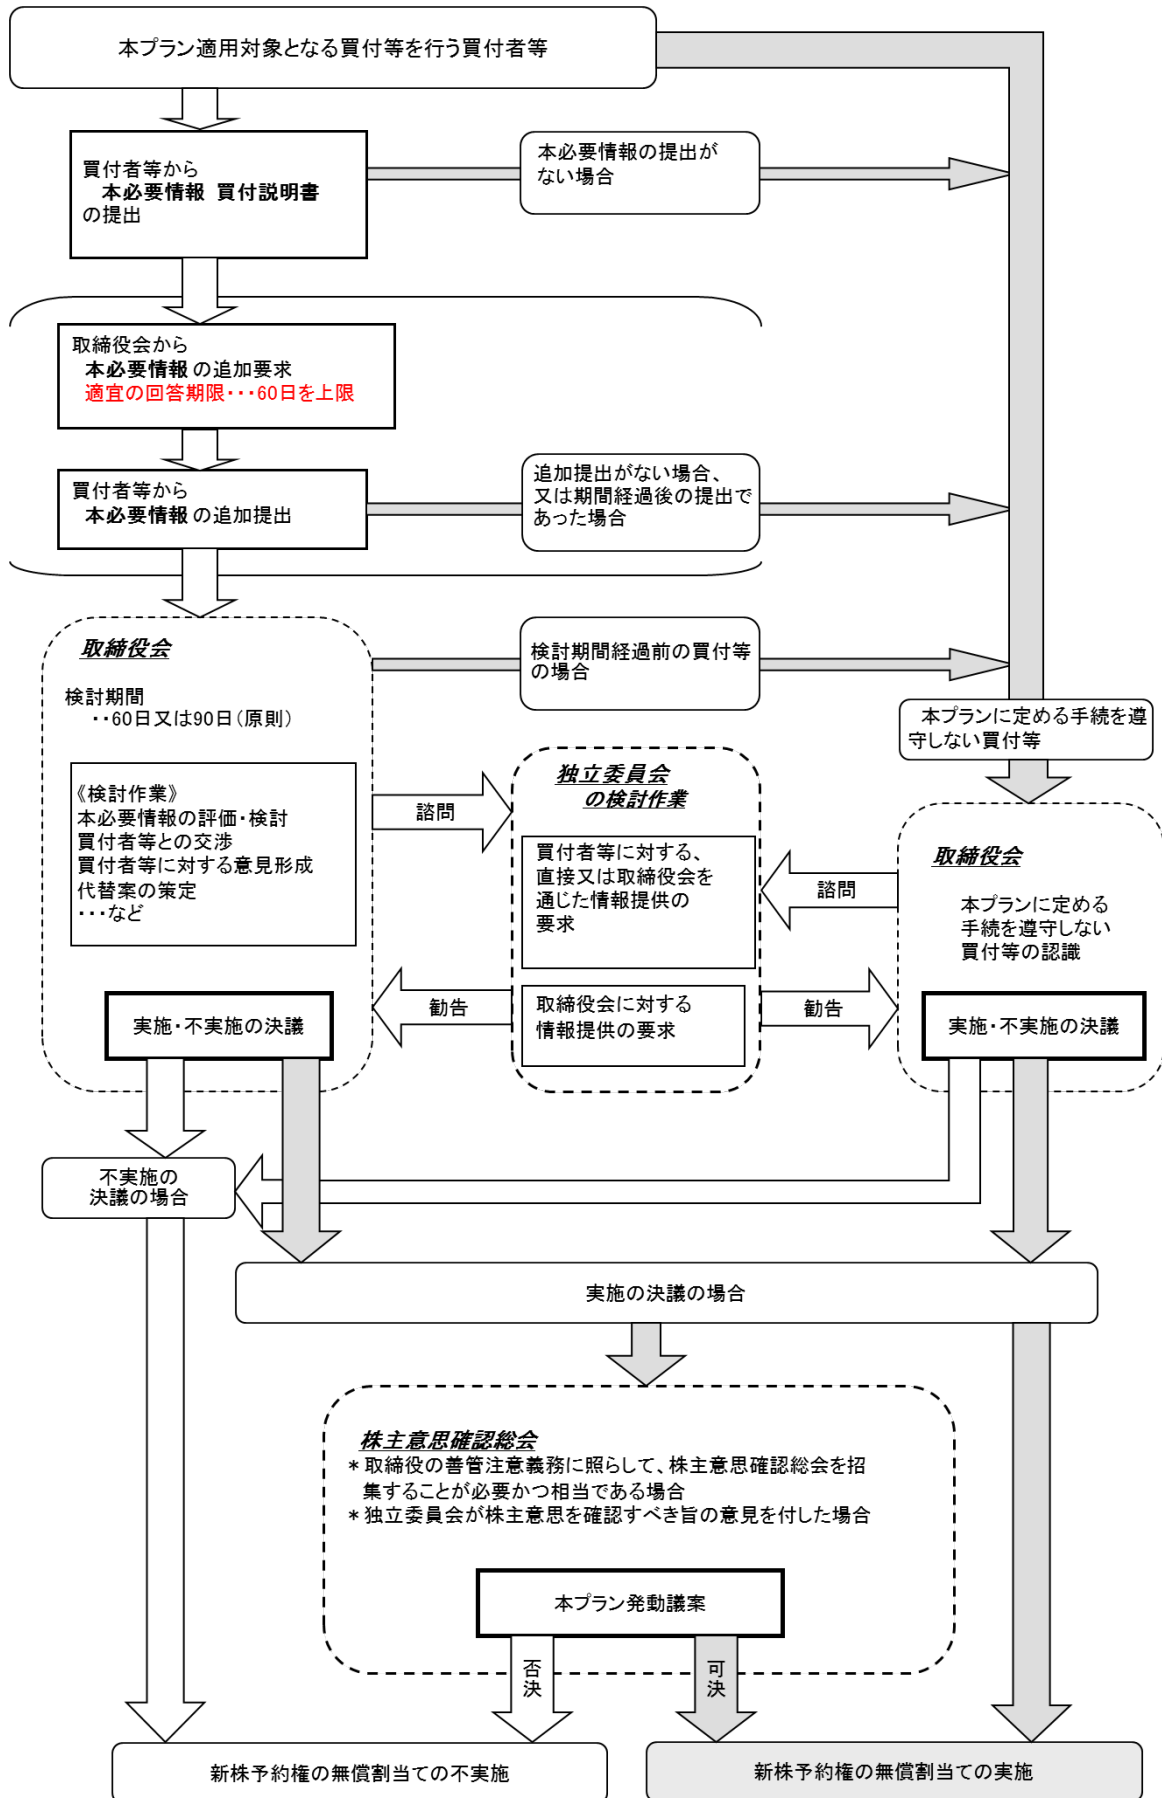 本プラン適用対象となる買付等を行う買付者等
買付者等から
本必要情報 買付説明書
の提出
本必要情報の提出が
ない場合
取締役会から
本必要情報 の追加要求
適宜の回答期限・・・60日を上限
買付者等から
本必要情報 の追加提出
追加提出がない場合、
又は期間経過後の提出で
あった場合
取締役会
検討期間
・・60日又は90日(原則)
《検討作業》
本必要情報の評価・検討
買付者等との交渉
買付者等に対する意見形成
代替案の策定
・・・など
実施・不実施の決議
検討期間経過前の買付等
の場合
諮問
勧告
独立委員会
の検討作業
買付者等に対する、
直接又は取締役会を
通じた情報提供の
要求
取締役会に対する
情報提供の要求
本プランに定める手続を遵
守しない買付等
諮問
勧告
取締役会
本プランに定める
手続を遵守しない
買付等の認識
実施・不実施の決議
不実施の
決議の場合
実施の決議の場合
株主意思確認総会
＊取締役の善管注意義務に照らして、株主意思確認総会を招
集することが必要かつ相当である場合
＊独立委員会が株主意思を確認すべき旨の意見を付した場合
本プラン発動議案
否決
可決
新株予約権の無償割当ての不実施
新株予約権の無償割当ての実施